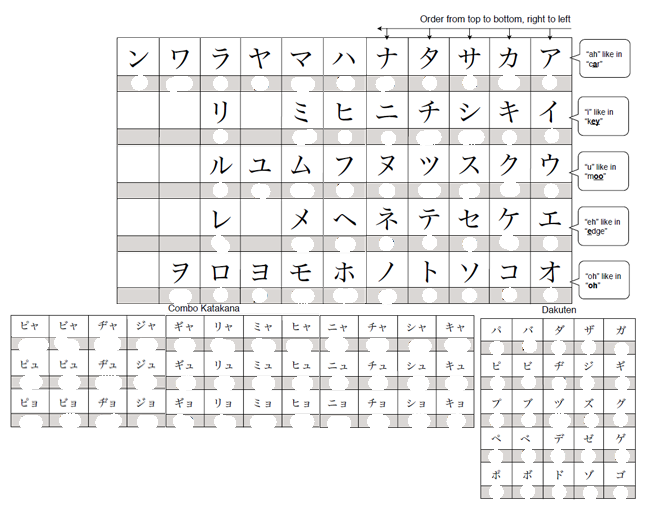 Order from top to bottom, right to left
ン ワ ラ ヤ マ ハ ナ タ サ カ ア
"ah" like in
"car"
リ ミ ヒ ニ チ シ キ イ
"i" like in
"key"
ル ユ ム フ ヌ ツ ス ク ウ
"u" like in
"moo"
レ メ ヘ ネ テ セ ケ エ
"eh" like in
"edge"
ヲ ロ ヨ モ ホ ノ ト ソ コ オ
"oh" like in
"oh"
Combo Katakana
ピャ ビャ ヂャ ジャ ギャ リャ ミャ ヒャ ニャ チャ シャ キャ
ピュ ビュ ヂュ ジュ ギュ リュ ミュ ヒュ ニュ チュ シュ キュ
ピョ ビョ ヂョ ジョ ギョ リョ ミョ ヒョ ニョ チョ ショ キョ
Dakuten
パ バ ダ ザ ガ
ピ ビ ヂ ジ ギ
プ ブ ヅ ズ グ
ペ ベ デ ゼ ゲ
ポ ボ ド ゾ ゴ